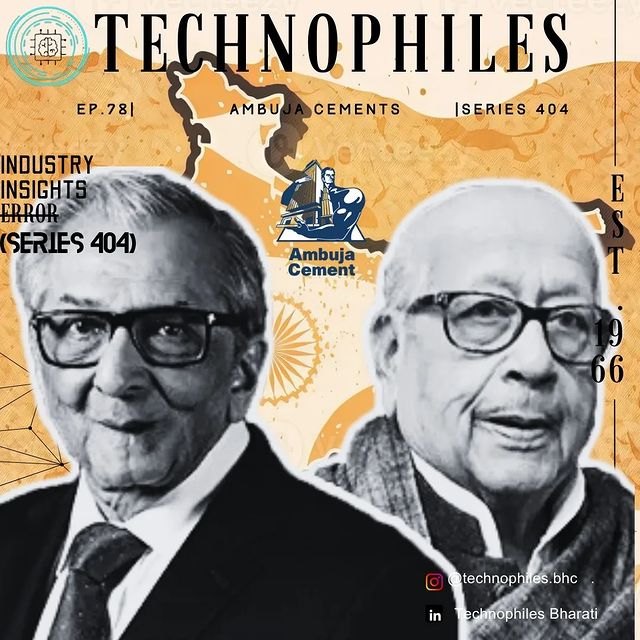 TECHNOPHILES
EP.78| AMBUJA CEMENTS |SERIES 404
INDUSTRY
INSIGHTS
ERROR
(SERIES 404)
Ambuja
Cement
EST.1966
@technophiles.bhc .
in Technophiles Bharati